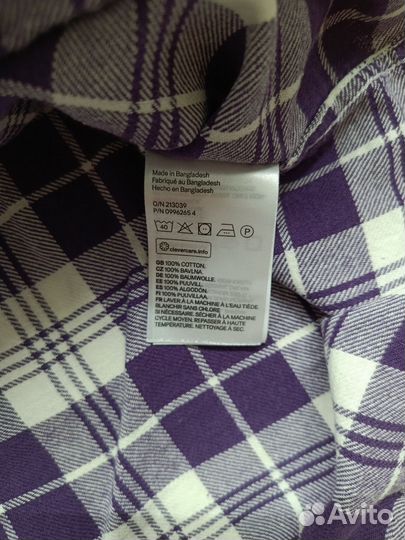 Made in Bangladesh
Fabriqué au Bangladesh
Hecho en Bangladesh
O/N 213039
P/N 0996265 4
40 P
clevercare.info
GB 100% COTTON.
CZ 100% BAVLNA
DE 100% BAUMWOLLE.
EE 100% PUUVILL.
ES 100% ALGODÓN.
FI 100% PUUVILLAA.
FR LAVER À LA MACHINE À L'EAU TIÈDE.
BLANCHIR SANS CHLORE
SI NÉCESSAIRE. SÉCHER À LA MACHINE
CYCLE MOYEN. REPASSER À HAUTE
TEMPÉRATURE. NETTOYAGE À SEC.
Avito